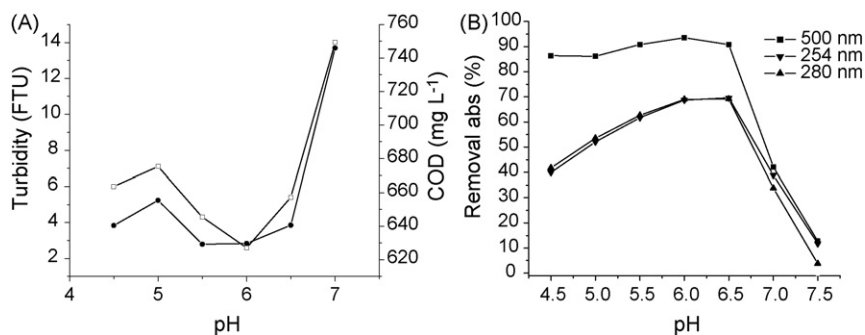 (A)
Turbidity (FTU)
14
12
10
8
6
4
2
4
5
6
7
pH
760
740
720
700
680
660
640
620
COD (mg L-1)
(B)
Removal abs (%)
100
90
80
70
60
50
40
30
20
10
0
4.5 5.0 5.5 6.0 6.5 7.0 7.5
pH
500 nm
254 nm
280 nm